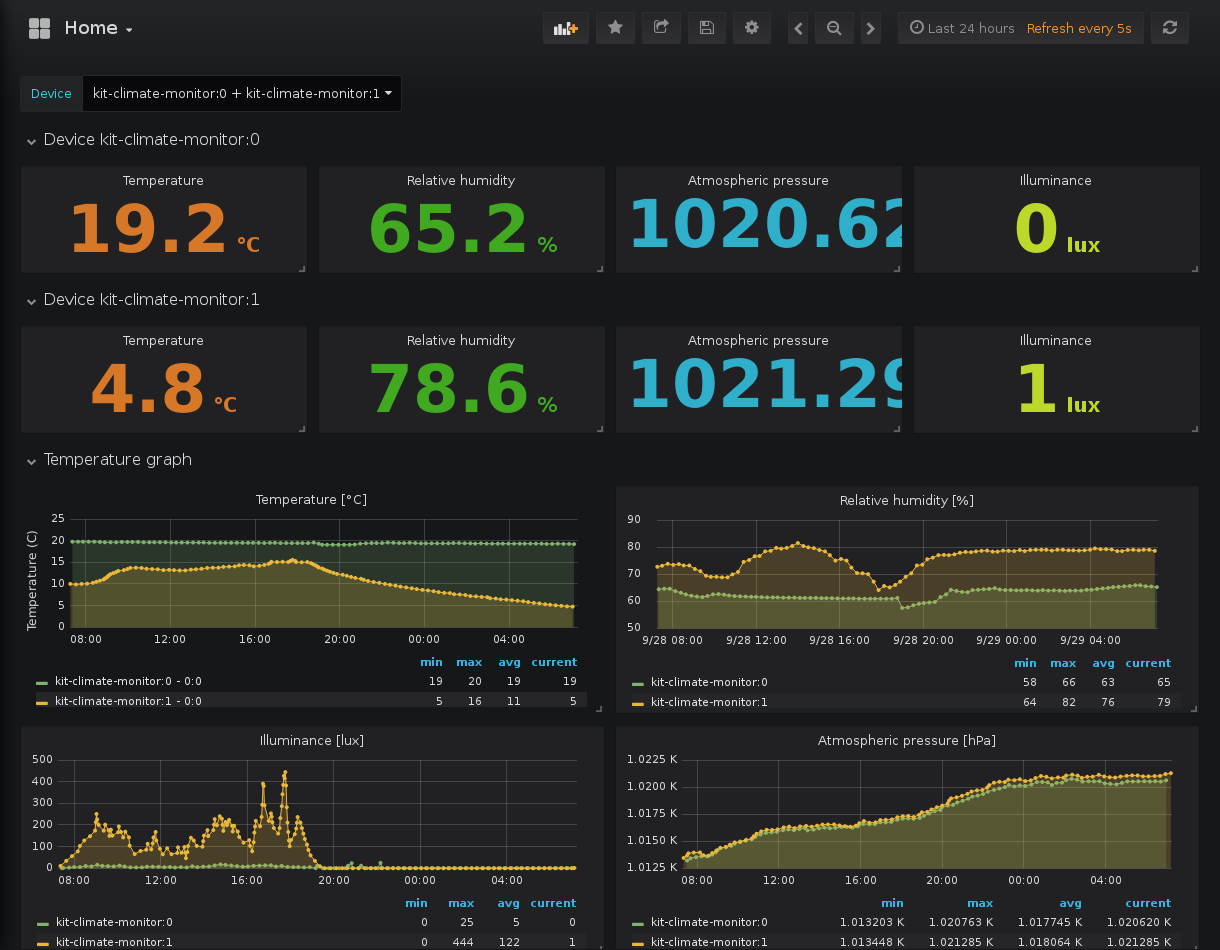 Home
Last 24 hours Refresh every 5s
Device kit-climate-monitor:0 + kit-climate-monitor:1
Device kit-climate-monitor:0
Temperature Relative humidity Atmospheric pressure Illuminance
19.2 °C 65.2 % 1020.62 0 lux
Device kit-climate-monitor:1
Temperature Relative humidity Atmospheric pressure Illuminance
4.8 °C 78.6 % 1021.29 1 lux
Temperature graph
Temperature [°C]
Temperature (C)
25
20
15
10
5
0
08:00 12:00 16:00 20:00 00:00 04:00
min max avg current
kit-climate-monitor:0 - 0:0 19 20 19 19
kit-climate-monitor:1 - 0:0 5 16 11 5
Relative humidity [%]
90
80
70
60
50
9/28 08:00 9/28 12:00 9/28 16:00 9/28 20:00 9/29 00:00 9/29 04:00
min max avg current
kit-climate-monitor:0 58 66 63 65
kit-climate-monitor:1 64 82 76 79
Illuminance [lux]
500
400
300
200
100
0
08:00 12:00 16:00 20:00 00:00 04:00
min max avg current
kit-climate-monitor:0 0 25 5 0
kit-climate-monitor:1 0 444 122 1
Atmospheric pressure [hPa]
1.0225 K
1.0200 K
1.0175 K
1.0150 K
1.0125 K
08:00 12:00 16:00 20:00 00:00 04:00
min max avg current
kit-climate-monitor:0 1.013203 K 1.020763 K 1.017745 K 1.020620 K
kit-climate-monitor:1 1.013448 K 1.021285 K 1.018064 K 1.021285 K